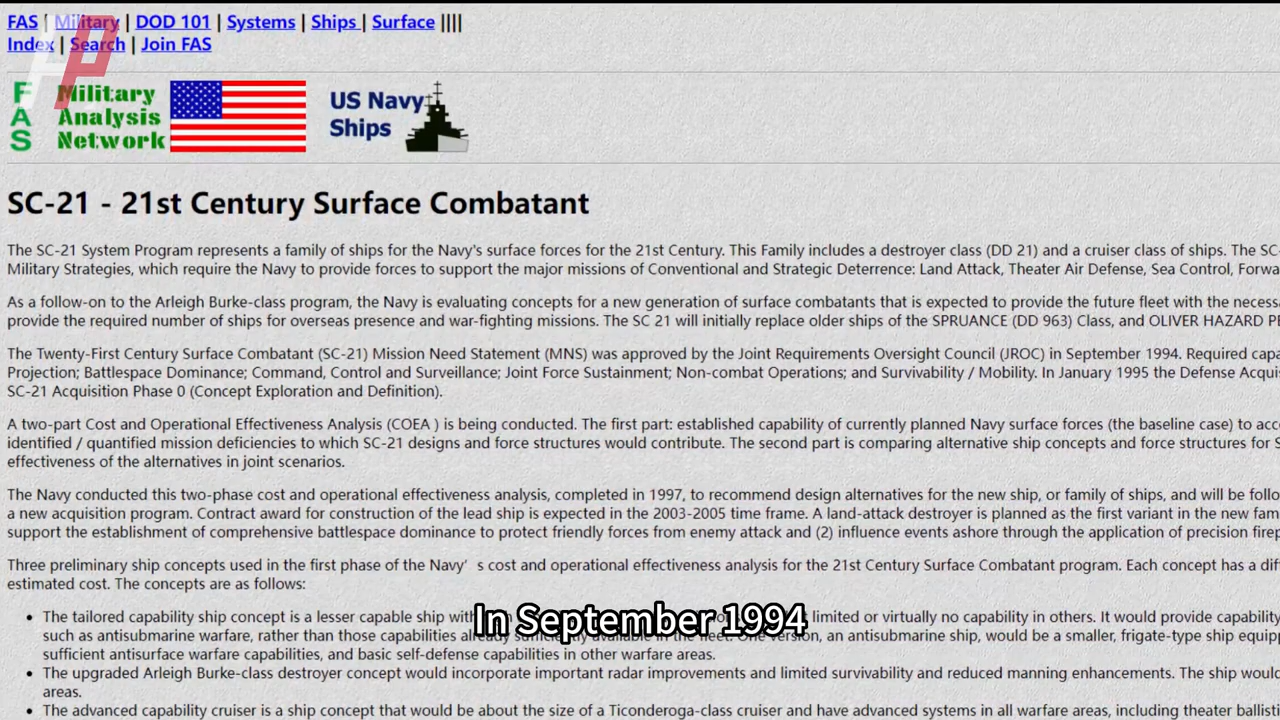 FAS | Military | DOD 101 | Systems | Ships | Surface ||||
Index | Search | Join FAS
FAS
Military
Analysis
Network
US Navy
Ships
SC-21 - 21st Century Surface Combatant
The SC-21 System Program represents a family of ships for the Navy's surface forces for the 21st Century. This Family includes a destroyer class (DD 21) and a cruiser class of ships. The SC-
Military Strategies, which require the Navy to provide forces to support the major missions of Conventional and Strategic Deterrence: Land Attack, Theater Air Defense, Sea Control, Forwa
As a follow-on to the Arleigh Burke-class program, the Navy is evaluating concepts for a new generation of surface combatants that is expected to provide the future fleet with the necess
provide the required number of ships for overseas presence and war-fighting missions. The SC 21 will initially replace older ships of the SPRUANCE (DD 963) Class, and OLIVER HAZARD PE
The Twenty-First Century Surface Combatant (SC-21) Mission Need Statement (MNS) was approved by the Joint Requirements Oversight Council (JROC) in September 1994. Required capa
Projection; Battlespace Dominance; Command, Control and Surveillance; Joint Force Sustainment; Non-combat Operations; and Survivability / Mobility. In January 1995 the Defense Acquis
SC-21 Acquisition Phase 0 (Concept Exploration and Definition).
A two-part Cost and Operational Effectiveness Analysis (COEA ) is being conducted. The first part: established capability of currently planned Navy surface forces (the baseline case) to acc
identified / quantified mission deficiencies to which SC-21 designs and force structures would contribute. The second part is comparing alternative ship concepts and force structures for S
effectiveness of the alternatives in joint scenarios.
The Navy conducted this two-phase cost and operational effectiveness analysis, completed in 1997, to recommend design alternatives for the new ship, or family of ships, and will be follo
a new acquisition program. Contract award for construction of the lead ship is expected in the 2003-2005 time frame. A land-attack destroyer is planned as the first variant in the new fam
support the establishment of comprehensive battlespace dominance to protect friendly forces from enemy attack and (2) influence events ashore through the application of precision firep
Three preliminary ship concepts used in the first phase of the Navy's cost and operational effectiveness analysis for the 21st Century Surface Combatant program. Each concept has a diff
estimated cost. The concepts are as follows:
• The tailored capability ship concept is a lesser capable ship with limited or virtually no capability in others. It would provide capability
In September 1994
such as antisubmarine warfare, rather than those capabilities already sufficiently available in the fleet. One version, an antisubmarine ship, would be a smaller, frigate-type ship equip
sufficient antisurface warfare capabilities, and basic self-defense capabilities in other warfare areas.
• The upgraded Arleigh Burke-class destroyer concept would incorporate important radar improvements and limited survivability and reduced manning enhancements. The ship would
areas.
• The advanced capability cruiser is a ship concept that would be about the size of a Ticonderoga-class cruiser and have advanced systems in all warfare areas, including theater ballisti